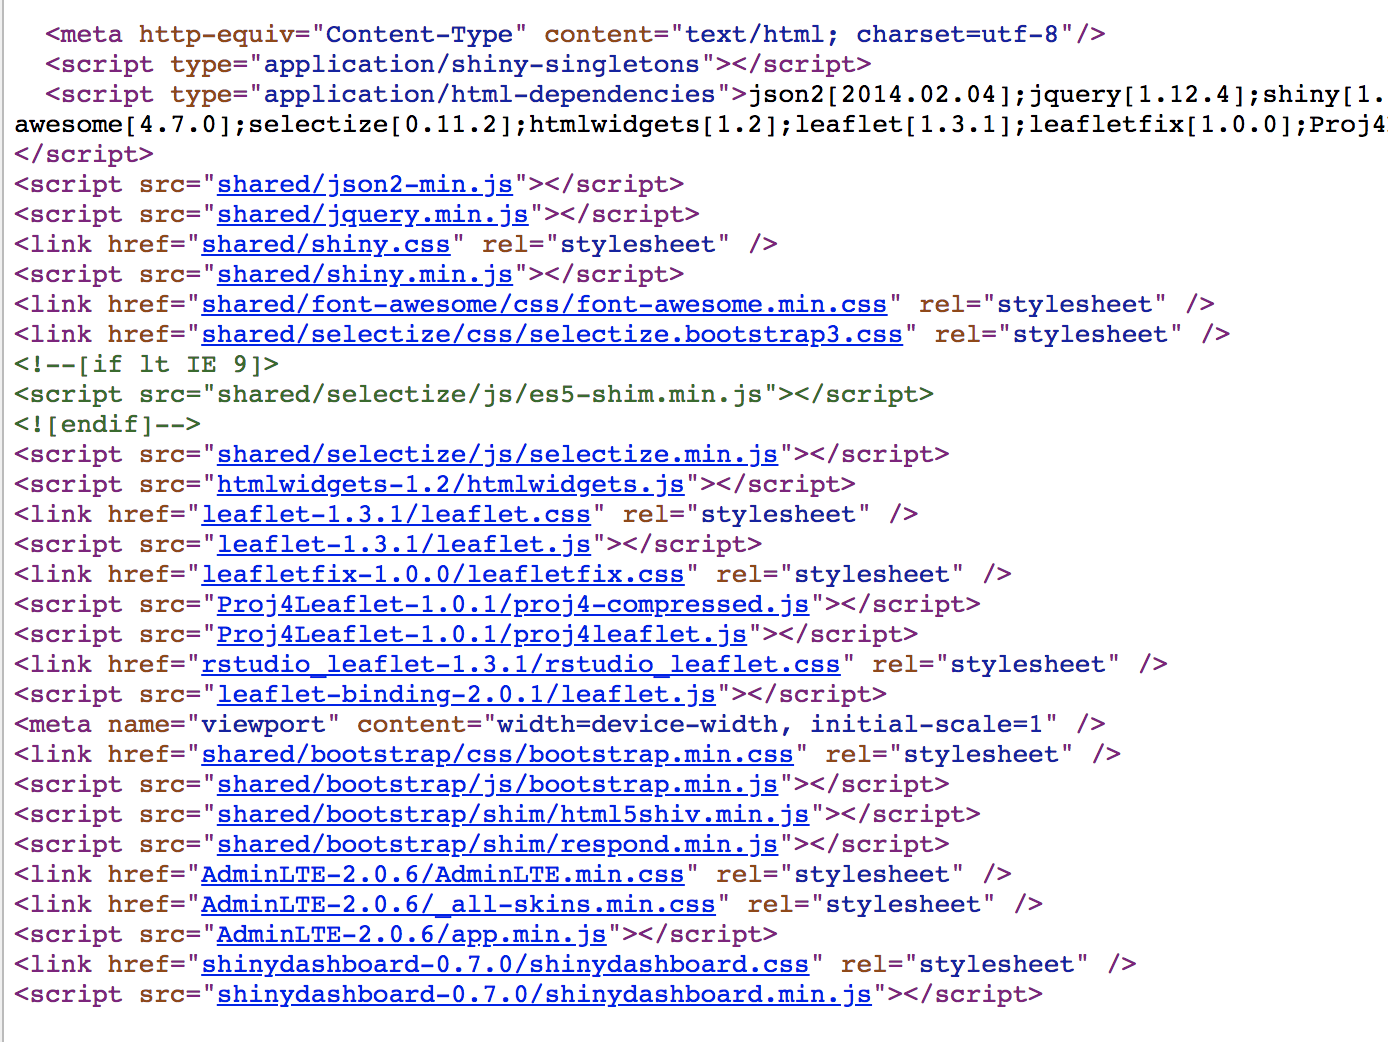 <meta http-equiv="Content-Type" content="text/html; charset=utf-8"/>
<script type="application/shiny-singletons"></script>
<script type="application/html-dependencies">json2[2014.02.04];jquery[1.12.4];shiny[1.
awesome[4.7.0];selectize[0.11.2];htmlwidgets[1.2];leaflet[1.3.1];leafletfix[1.0.0];Proj4
</script>
<script src="shared/json2-min.js"></script>
<script src="shared/jquery.min.js"></script>
<link href="shared/shiny.css" rel="stylesheet" />
<script src="shared/shiny.min.js"></script>
<link href="shared/font-awesome/css/font-awesome.min.css" rel="stylesheet" />
<link href="shared/selectize/css/selectize.bootstrap3.css" rel="stylesheet" />
<!--[if lt IE 9]>
<script src="shared/selectize/js/es5-shim.min.js"></script>
<![endif]-->
<script src="shared/selectize/js/selectize.min.js"></script>
<script src="htmlwidgets-1.2/htmlwidgets.js"></script>
<link href="leaflet-1.3.1/leaflet.css" rel="stylesheet" />
<script src="leaflet-1.3.1/leaflet.js"></script>
<link href="leafletfix-1.0.0/leafletfix.css" rel="stylesheet" />
<script src="Proj4Leaflet-1.0.1/proj4-compressed.js"></script>
<script src="Proj4Leaflet-1.0.1/proj4leaflet.js"></script>
<link href="rstudio_leaflet-1.3.1/rstudio_leaflet.css" rel="stylesheet" />
<script src="leaflet-binding-2.0.1/leaflet.js"></script>
<meta name="viewport" content="width=device-width, initial-scale=1" />
<link href="shared/bootstrap/css/bootstrap.min.css" rel="stylesheet" />
<script src="shared/bootstrap/js/bootstrap.min.js"></script>
<script src="shared/bootstrap/shim/html5shiv.min.js"></script>
<script src="shared/bootstrap/shim/respond.min.js"></script>
<link href="AdminLTE-2.0.6/AdminLTE.min.css" rel="stylesheet" />
<link href="AdminLTE-2.0.6/_all-skins.min.css" rel="stylesheet" />
<script src="AdminLTE-2.0.6/app.min.js"></script>
<link href="shinydashboard-0.7.0/shinydashboard.css" rel="stylesheet" />
<script src="shinydashboard-0.7.0/shinydashboard.min.js"></script>